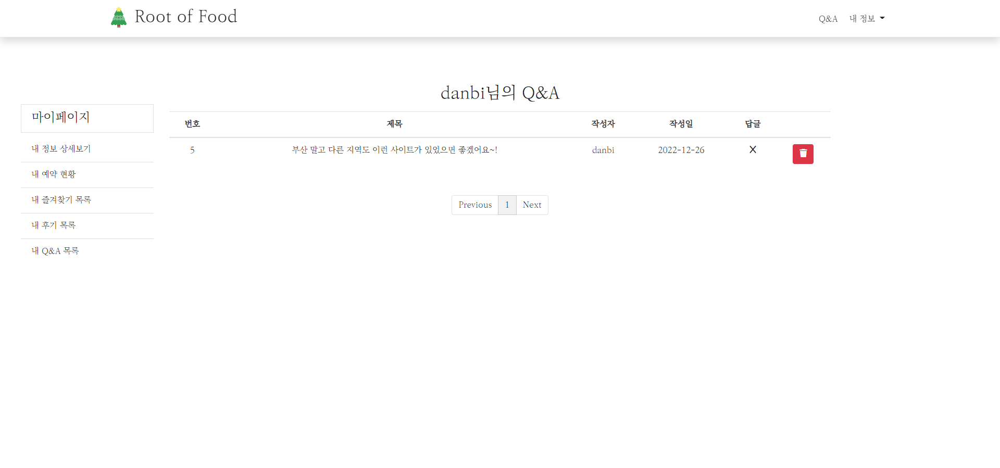 Root of Food
Q&A 내 정보
danbi님의 Q&A
마이페이지
내 정보 상세보기
내 예약 현황
내 즐겨찾기 목록
내 후기 목록
내 Q&A 목록
번호 제목 작성자 작성일 답글
5 부산 말고 다른 지역도 이런 사이트가 있었으면 좋겠어요~! danbi 2022-12-26 X
Previous 1 Next